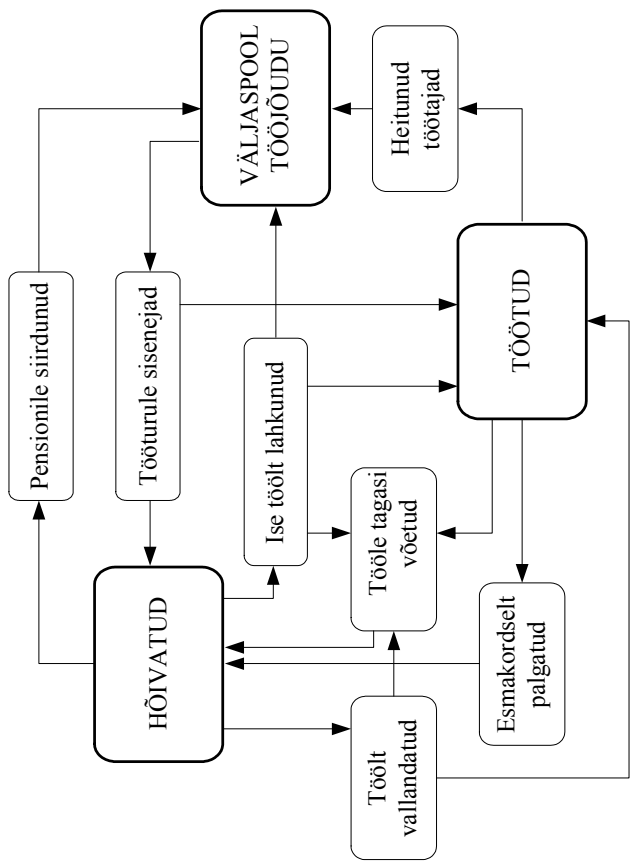 Pensionile siirdunud
HÕIVATUD
Tööturule sisenejad
VÄLJASPOOL
TÖÖJÕUDU
Ise töölt lahkunud
Töölt
vallandatud
Tööle tagasi
võetud
Heitunud
töötajad
Esmakordselt
palgatud
TÖÖTUD